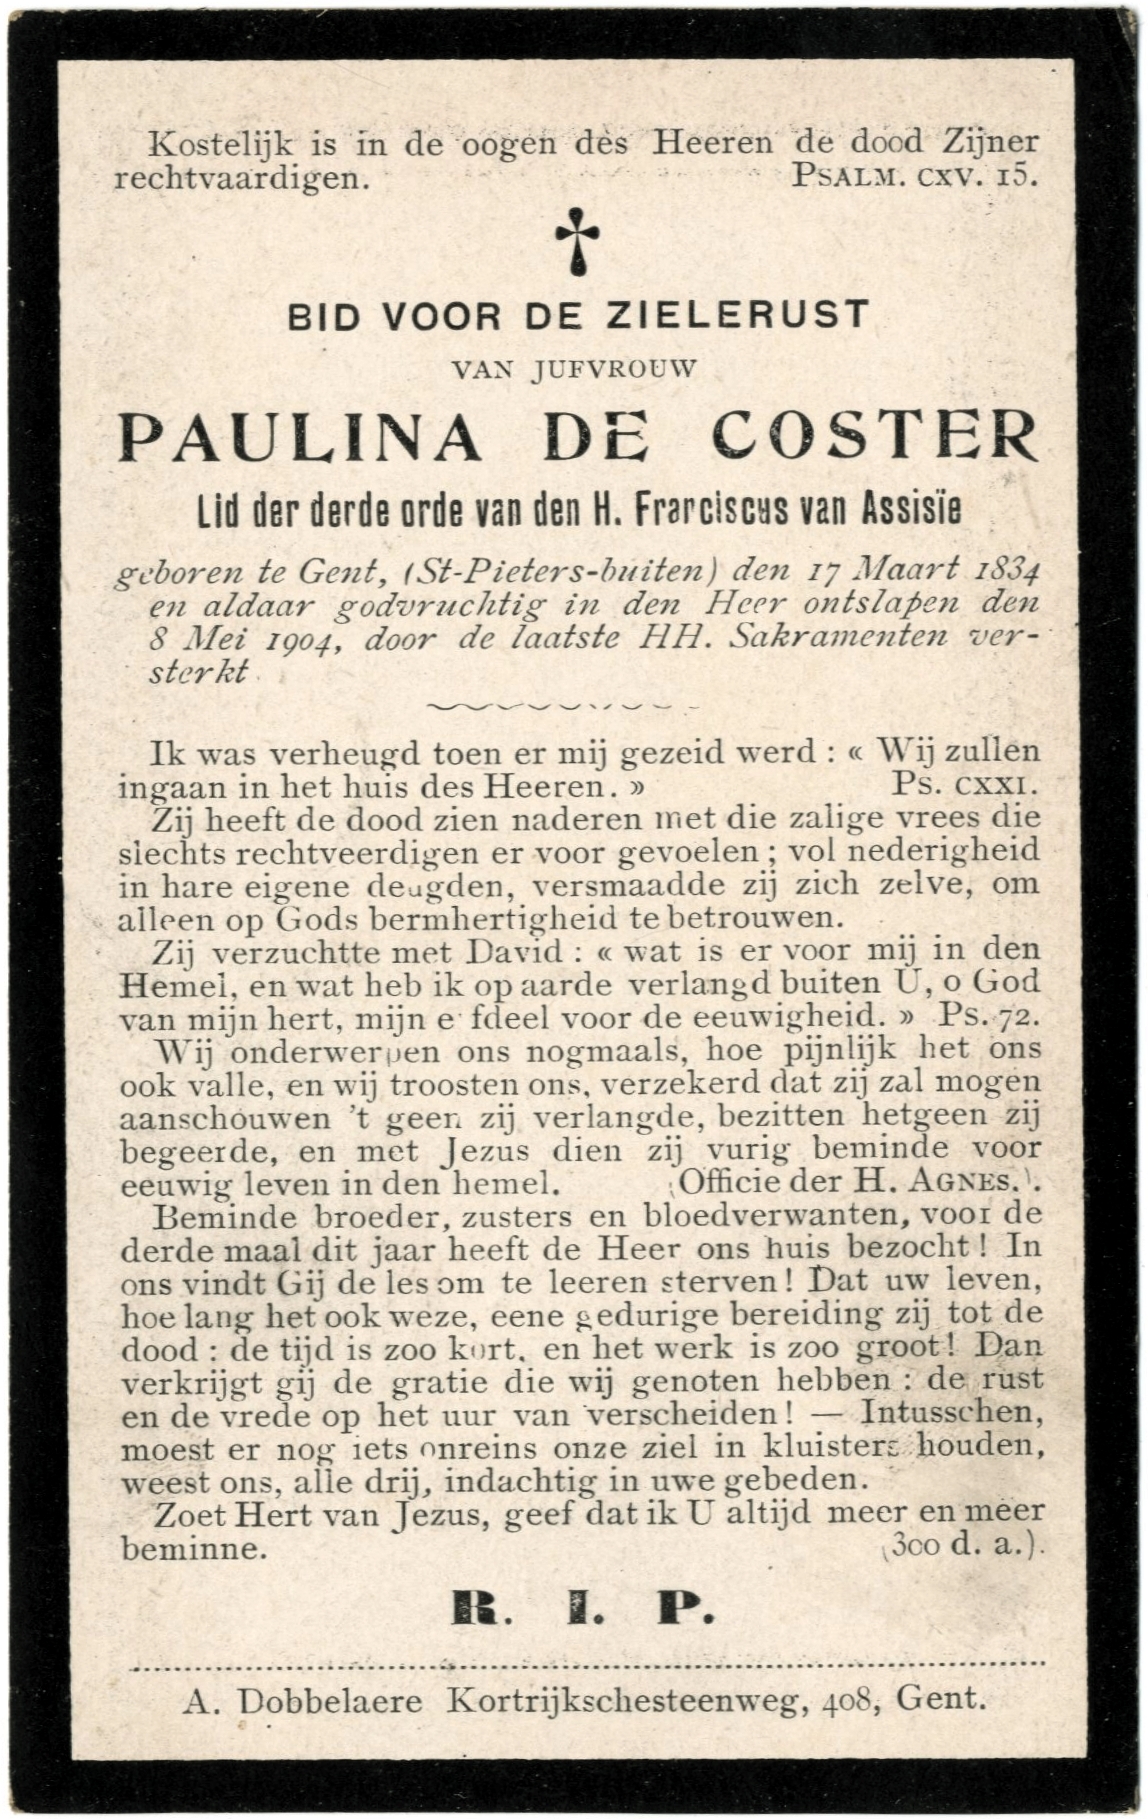 Kostelijk is in de oogen des Heeren de dood Zijner
rechtvaardigen. PSALM. CXV. 15.
BID VOOR DE ZIELERUST
VAN JUFVROUW
PAULINA DE COSTER
Lid der derde orde van den H. Frarciscus van Assisïe
geboren te Gent, (St-Pieters-buiten) den 17 Maart 1834
en aldaar godvruchtig in den Heer ontslapen den
8 Mei 1904, door de laatste HH. Sakramenten ver-
sterkt.
Ik was verheugd toen er mij gezeid werd : « Wij zullen
ingaan in het huis des Heeren. » Ps. CXXI.
Zij heeft de dood zien naderen met die zalige vrees die
slechts rechtveerdigen er voor gevoelen ; vol nederigheid
in hare eigene deugden, versmaadde zij zich zelve, om
alleen op Gods bermhertigheid te betrouwen.
Zij verzuchtte met David : « wat is er voor mij in den
Hemel, en wat heb ik op aarde verlangd buiten U, o God
van mijn hert, mijn e fdeel voor de eeuwigheid. » Ps. 72.
Wij onderwerpen ons nogmaals, hoe pijnlijk het ons
ook valle, en wij troosten ons, verzekerd dat zij zal mogen
aanschouwen 't geen zij verlangde, bezitten hetgeen zij
begeerde, en met Jezus dien zij vurig beminde voor
eeuwig leven in den hemel. (Officie der H. AGNES.).
Beminde broeder, zusters en bloedverwanten, voor de
derde maal dit jaar heeft de Heer ons huis bezocht ! In
ons vindt Gij de les om te leeren sterven ! Dat uw leven,
hoe lang het ook weze, eene gedurige bereiding zij tot de
dood : de tijd is zoo kort, en het werk is zoo groot ! Dan
verkrijgt gij de gratie die wij genoten hebben : de rust
en de vrede op het uur van verscheiden ! — Intusschen,
moest er nog iets onreins onze ziel in kluisters houden,
weest ons, alle drij, indachtig in uwe gebeden.
Zoet Hert van Jezus, geef dat ik U altijd meer en meer
beminne. (300 d. a.).
R. I. P.
A. Dobbelaere Kortrijkschesteenweg, 408, Gent.